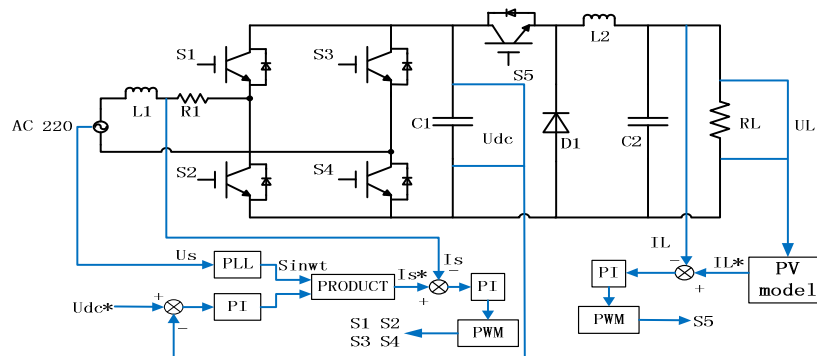 S1
S3
S5
L2
L1
R1
AC 220
C1
Udc
D1
C2
RL
UL
S2
S4
Us
PLL
Sinwt
Is
IL
Is*
−
PI
−
PI
IL*
PV
model
PRODUCT
+
+
Udc*
+
PI
−
S1 S2
S3 S4
PWM
PWM
S5